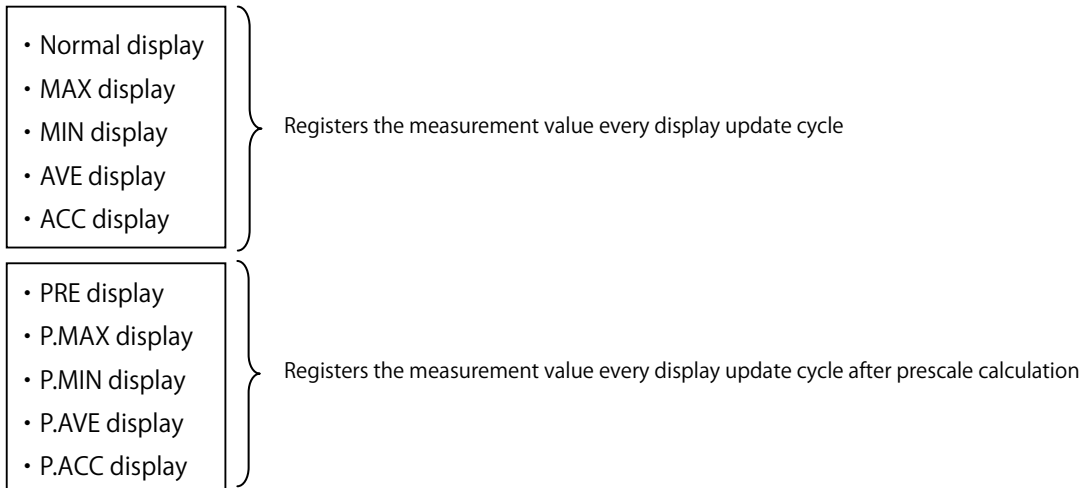 ・Normal display
・MAX display
・MIN display
・AVE display
・ACC display
Registers the measurement value every display update cycle
・PRE display
・P.MAX display
・P.MIN display
・P.AVE display
・P.ACC display
Registers the measurement value every display update cycle after prescale calculation